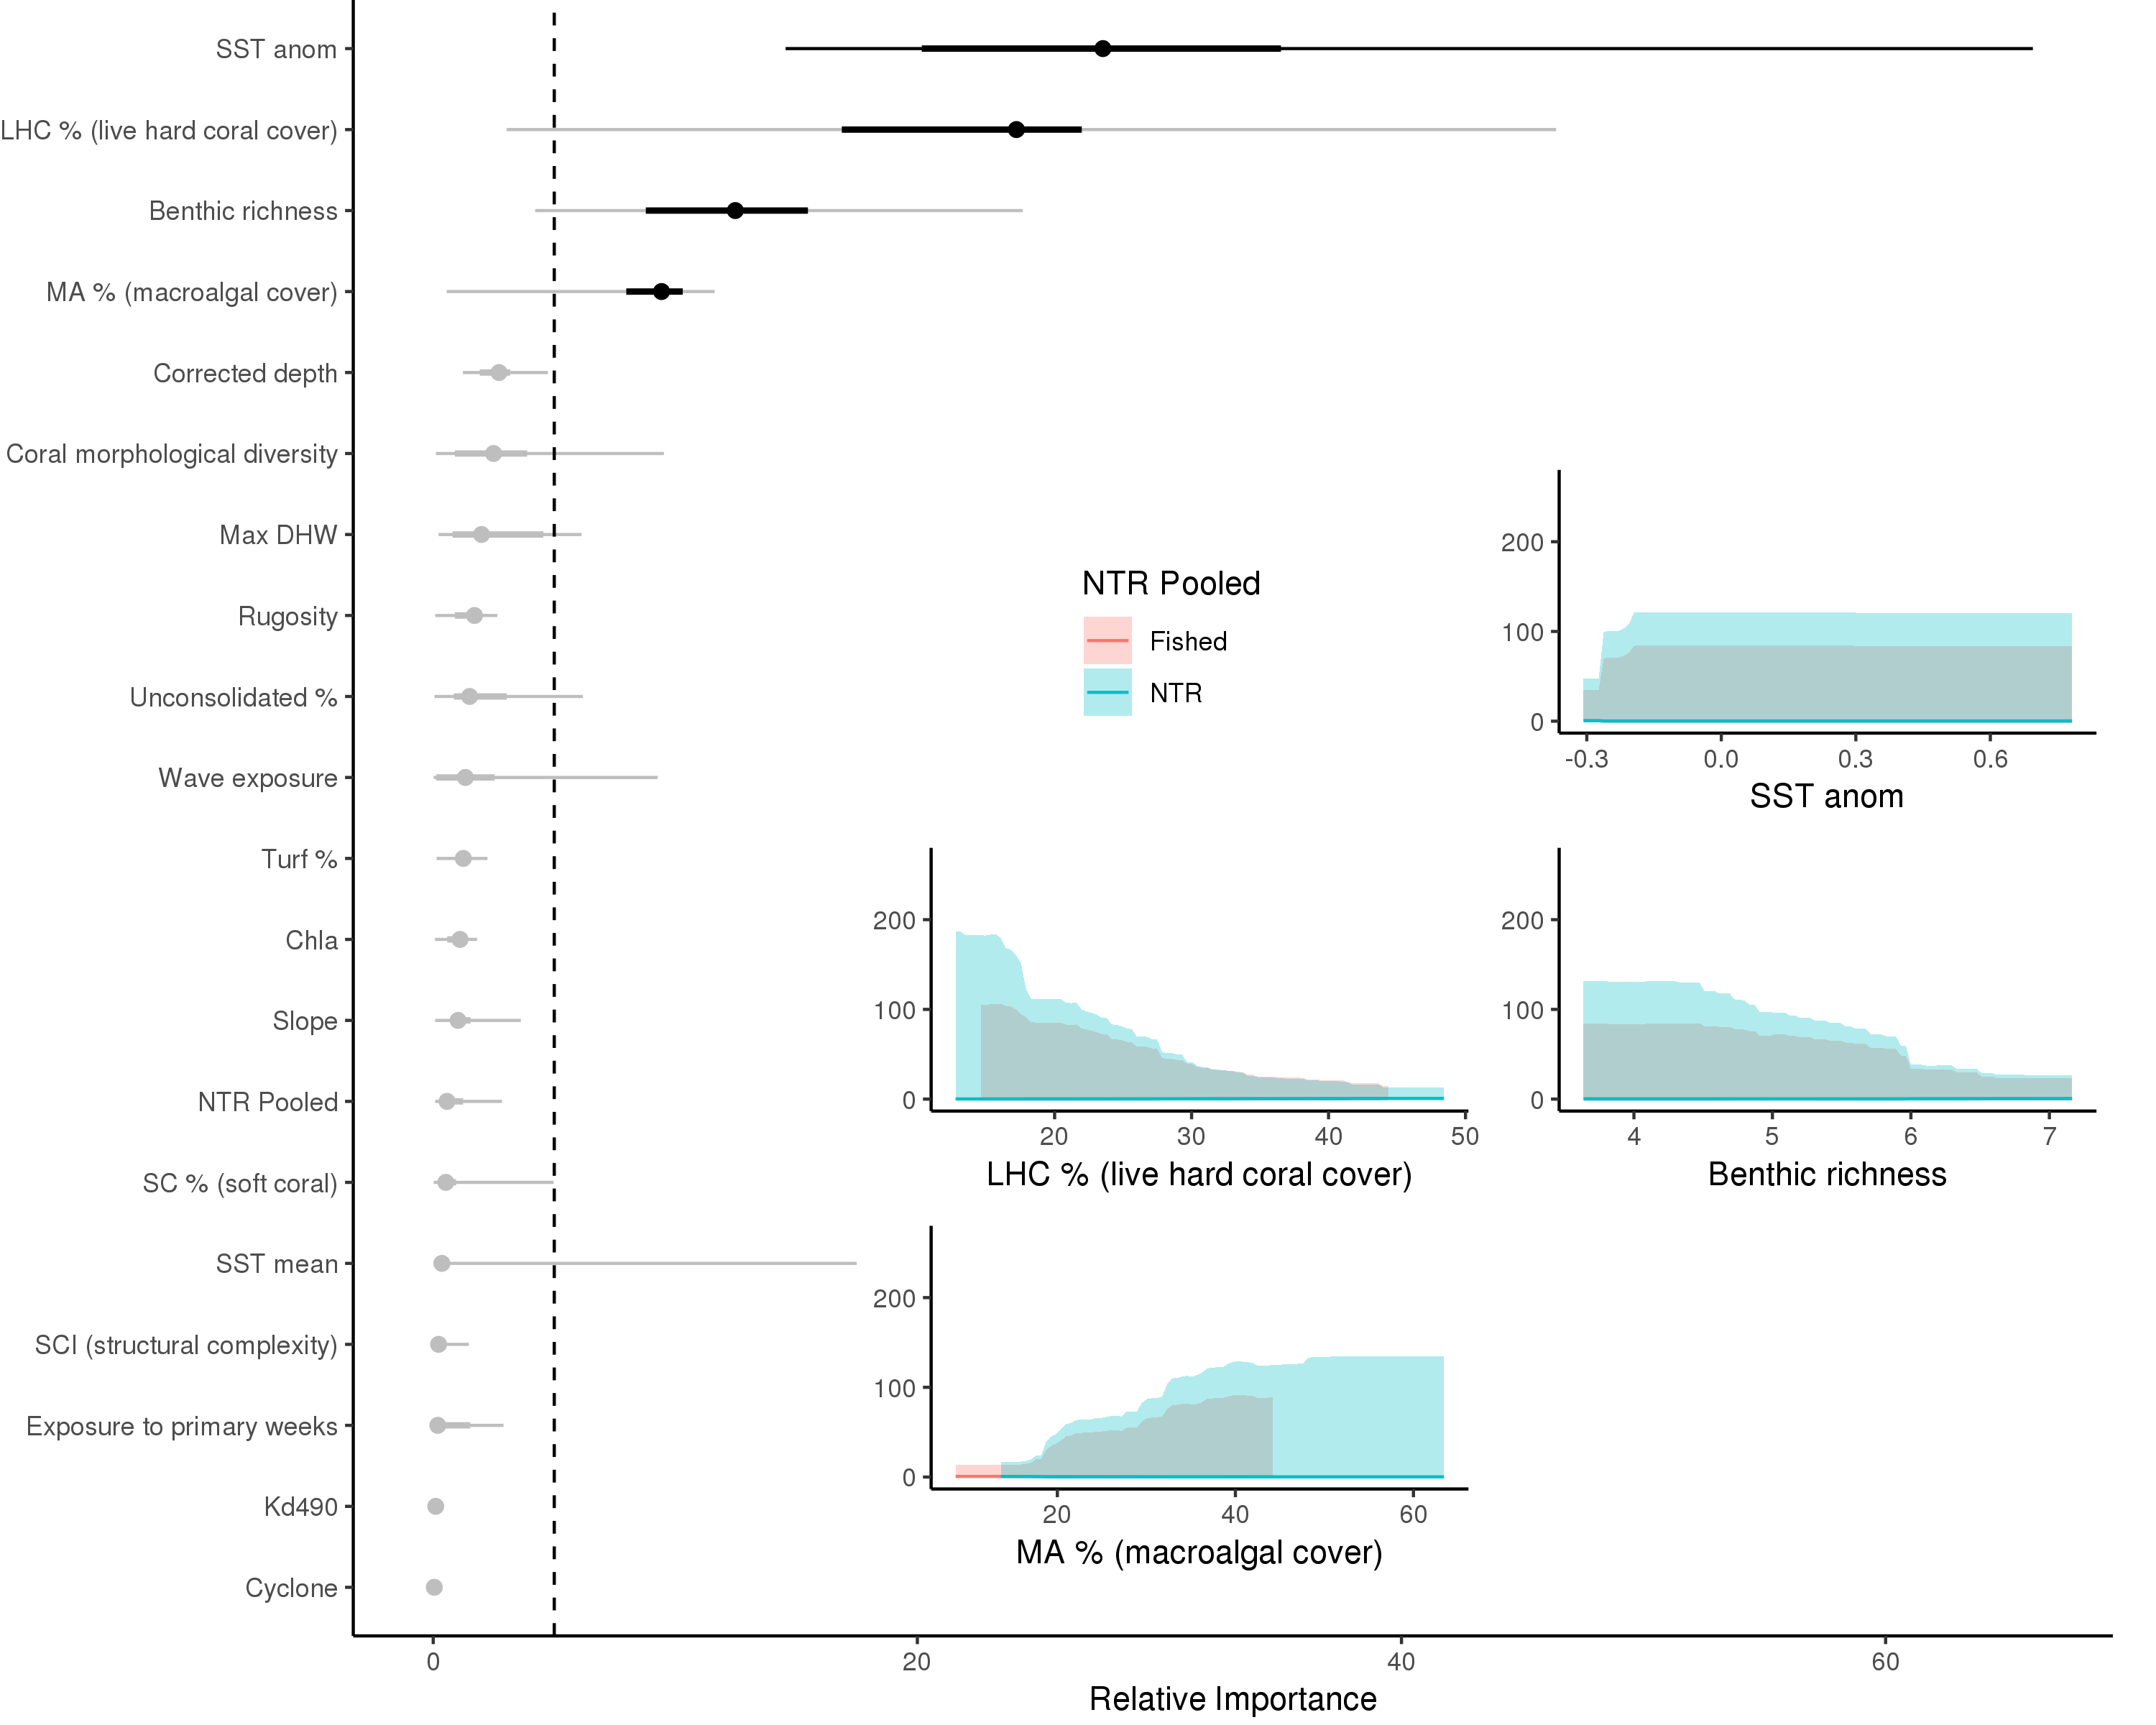 SST anom
LHC % (live hard coral cover)
Benthic richness
MA % (macroalgal cover)
Corrected depth
Coral morphological diversity
Max DHW
Rugosity
Unconsolidated %
Wave exposure
Turf %
Chla
Slope
NTR Pooled
SC % (soft coral)
SST mean
SCI (structural complexity)
Exposure to primary weeks
Kd490
Cyclone
0 20 40 60
Relative Importance
NTR Pooled
Fished
NTR
200
100
0
-0.3 0.0 0.3 0.6
SST anom
200
100
0
20 30 40 50
LHC % (live hard coral cover)
200
100
0
4 5 6 7
Benthic richness
200
100
0
20 40 60
MA % (macroalgal cover)